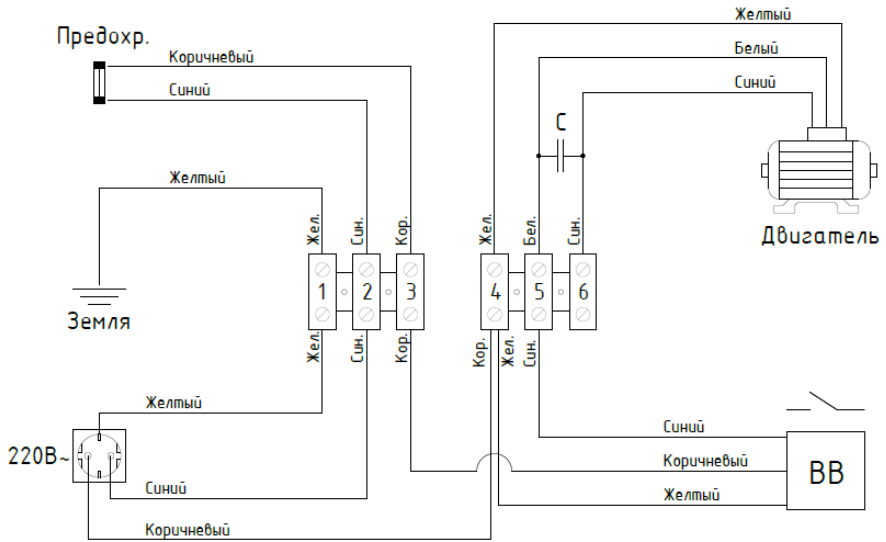 Желтый
Предохр.
Белый
Коричневый
Синий
Синий
C
Желтый
Жел.
Син.
Кор.
Жел.
Бел.
Син.
Двигатель
1
2
3
4
5
6
Земля
Жел.
Син.
Кор.
Кор.
Жел.
Син.
Желтый
Синий
220В~
Коричневый
ВВ
Синий
Желтый
Коричневый